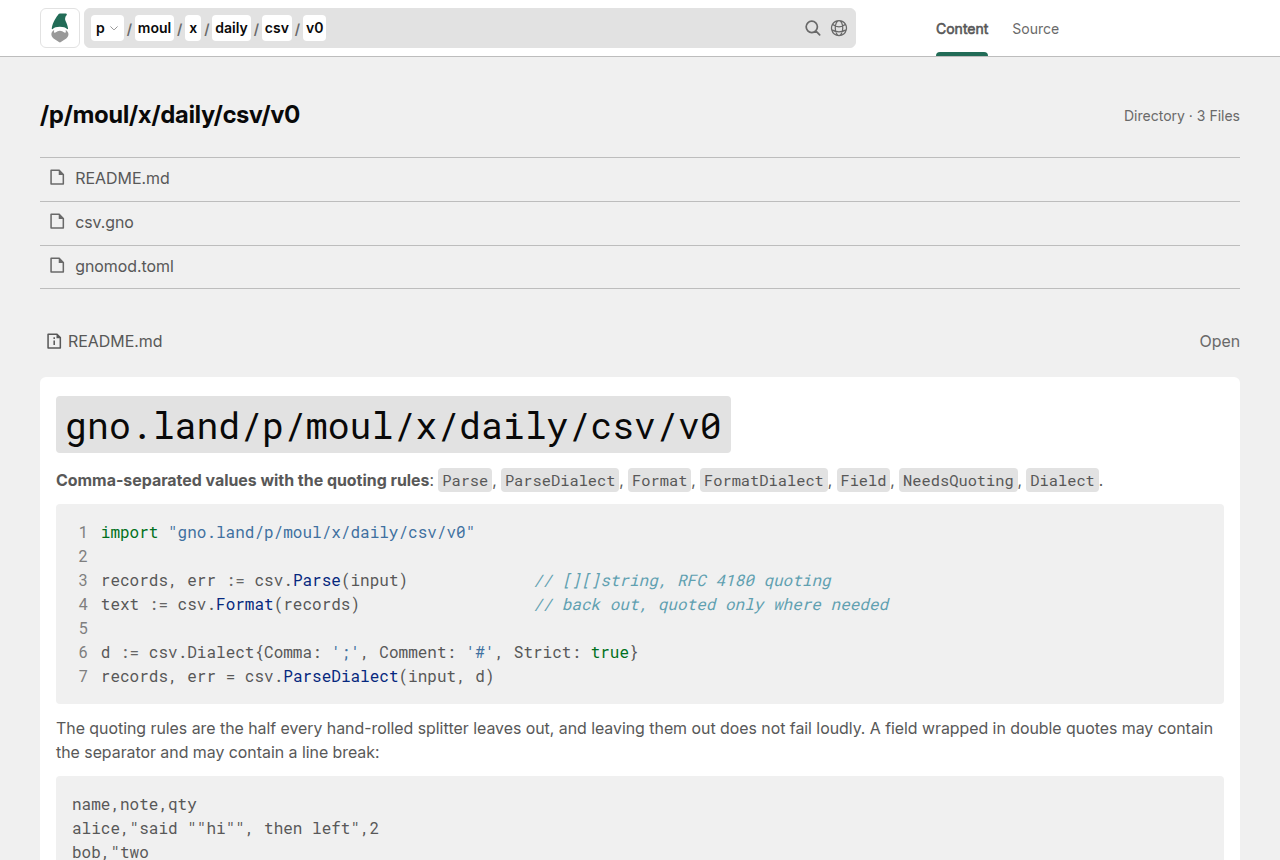 p / moul / x / daily / csv / v0
Content
Source
/p/moul/x/daily/csv/v0
Directory · 3 Files
README.md
csv.gno
gnomod.toml
README.md
Open
gno.land/p/moul/x/daily/csv/v0
Comma-separated values with the quoting rules: Parse, ParseDialect, Format, FormatDialect, Field, NeedsQuoting, Dialect.
1 import "gno.land/p/moul/x/daily/csv/v0"
2
3 records, err := csv.Parse(input)             // [][]string, RFC 4180 quoting
4 text := csv.Format(records)                  // back out, quoted only where needed
5
6 d := csv.Dialect{Comma: ';', Comment: '#', Strict: true}
7 records, err = csv.ParseDialect(input, d)
The quoting rules are the half every hand-rolled splitter leaves out, and leaving them out does not fail loudly. A field wrapped in double quotes may contain
the separator and may contain a line break:
name,note,qty
alice,"said ""hi"", then left",2
bob,"two